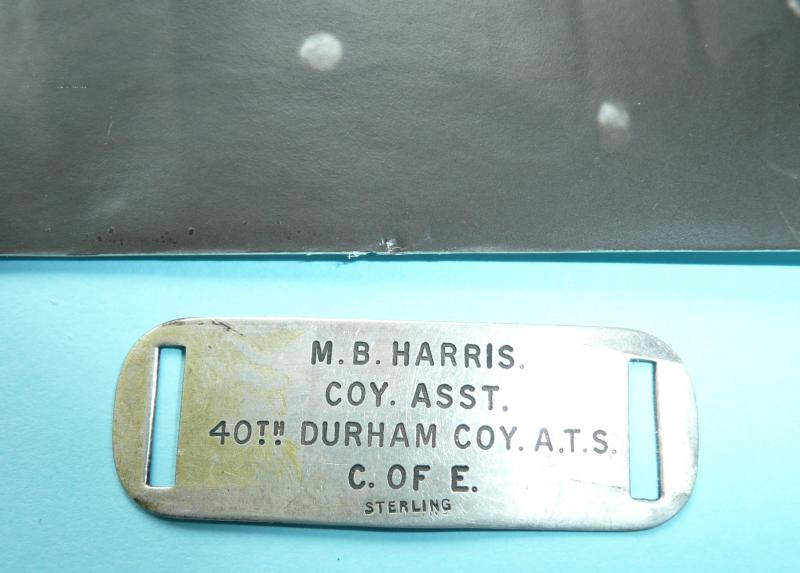 M.B. HARRIS.
COY. ASST.
40TH DURHAM COY. A.T.S.
C. OF E.
STERLING